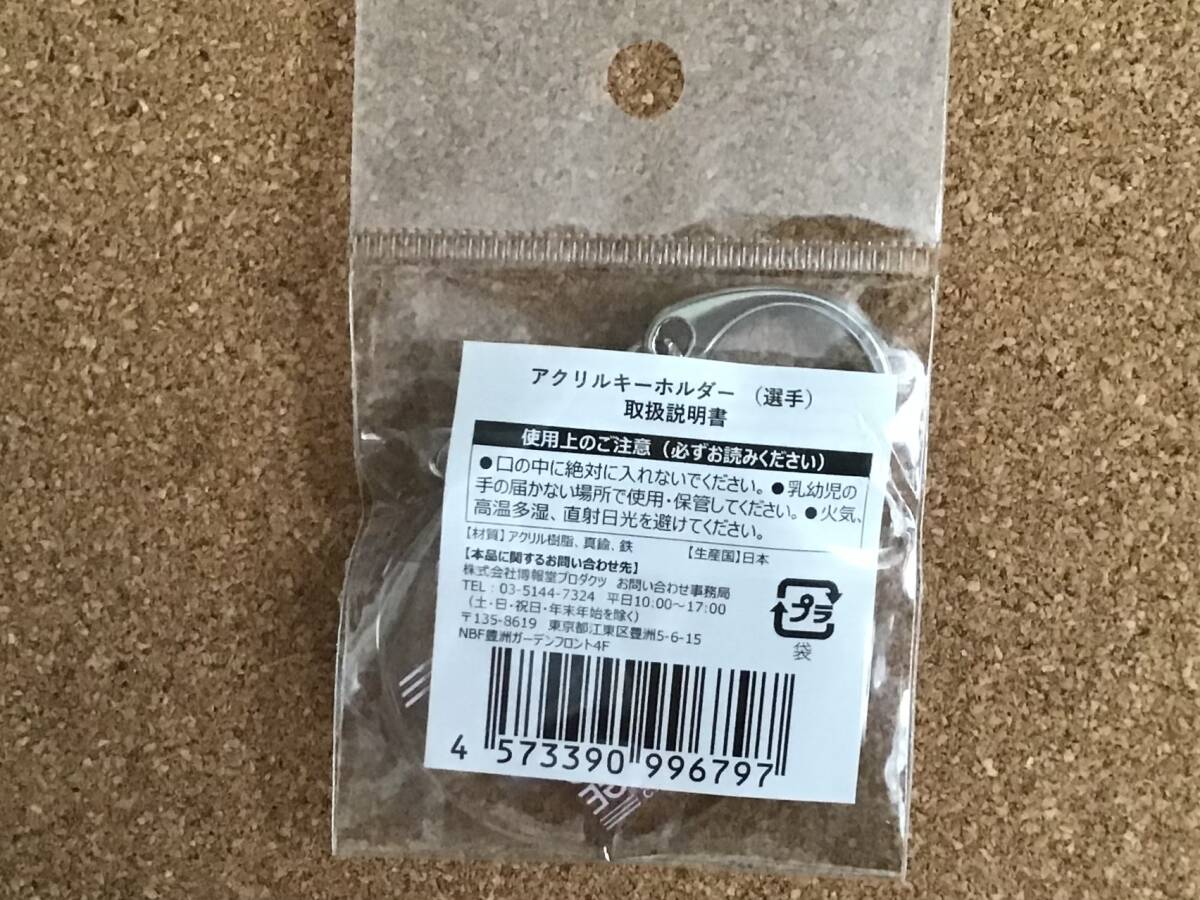 アクリルキーホルダー （選手）
取扱説明書
使用上のご注意（必ずお読みください）
●口の中に絶対に入れないでください。●乳幼児の
手の届かない場所で使用・保管してください。●火気、
高温多湿、直射日光を避けてください。
【材質】アクリル樹脂、真鍮、鉄 【生産国】日本
【本品に関するお問い合わせ先】
株式会社博報堂プロダクツ お問い合わせ事務局
TEL：03-5144-7324 平日10:00～17:00
（土・日・祝日・年末年始を除く）
〒135-8619 東京都江東区豊洲5-6-15
NBF豊洲ガーデンフロント4F
プラ
袋
4 573390 996797